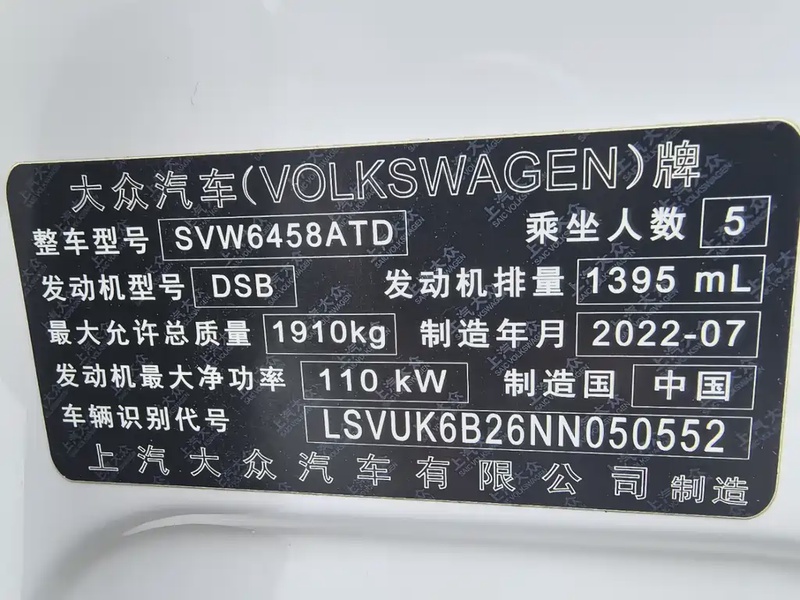 大众汽车(VOLKSWAGEN)牌
整车型号 SVW6458ATD 乘坐人数 5
发动机型号 DSB 发动机排量 1395 mL
最大允许总质量 1910kg 制造年月 2022-07
发动机最大净功率 110 kW 制造国 中国
车辆识别代号 LSVUK6B26NN050552
上汽大众汽车有限公司制造